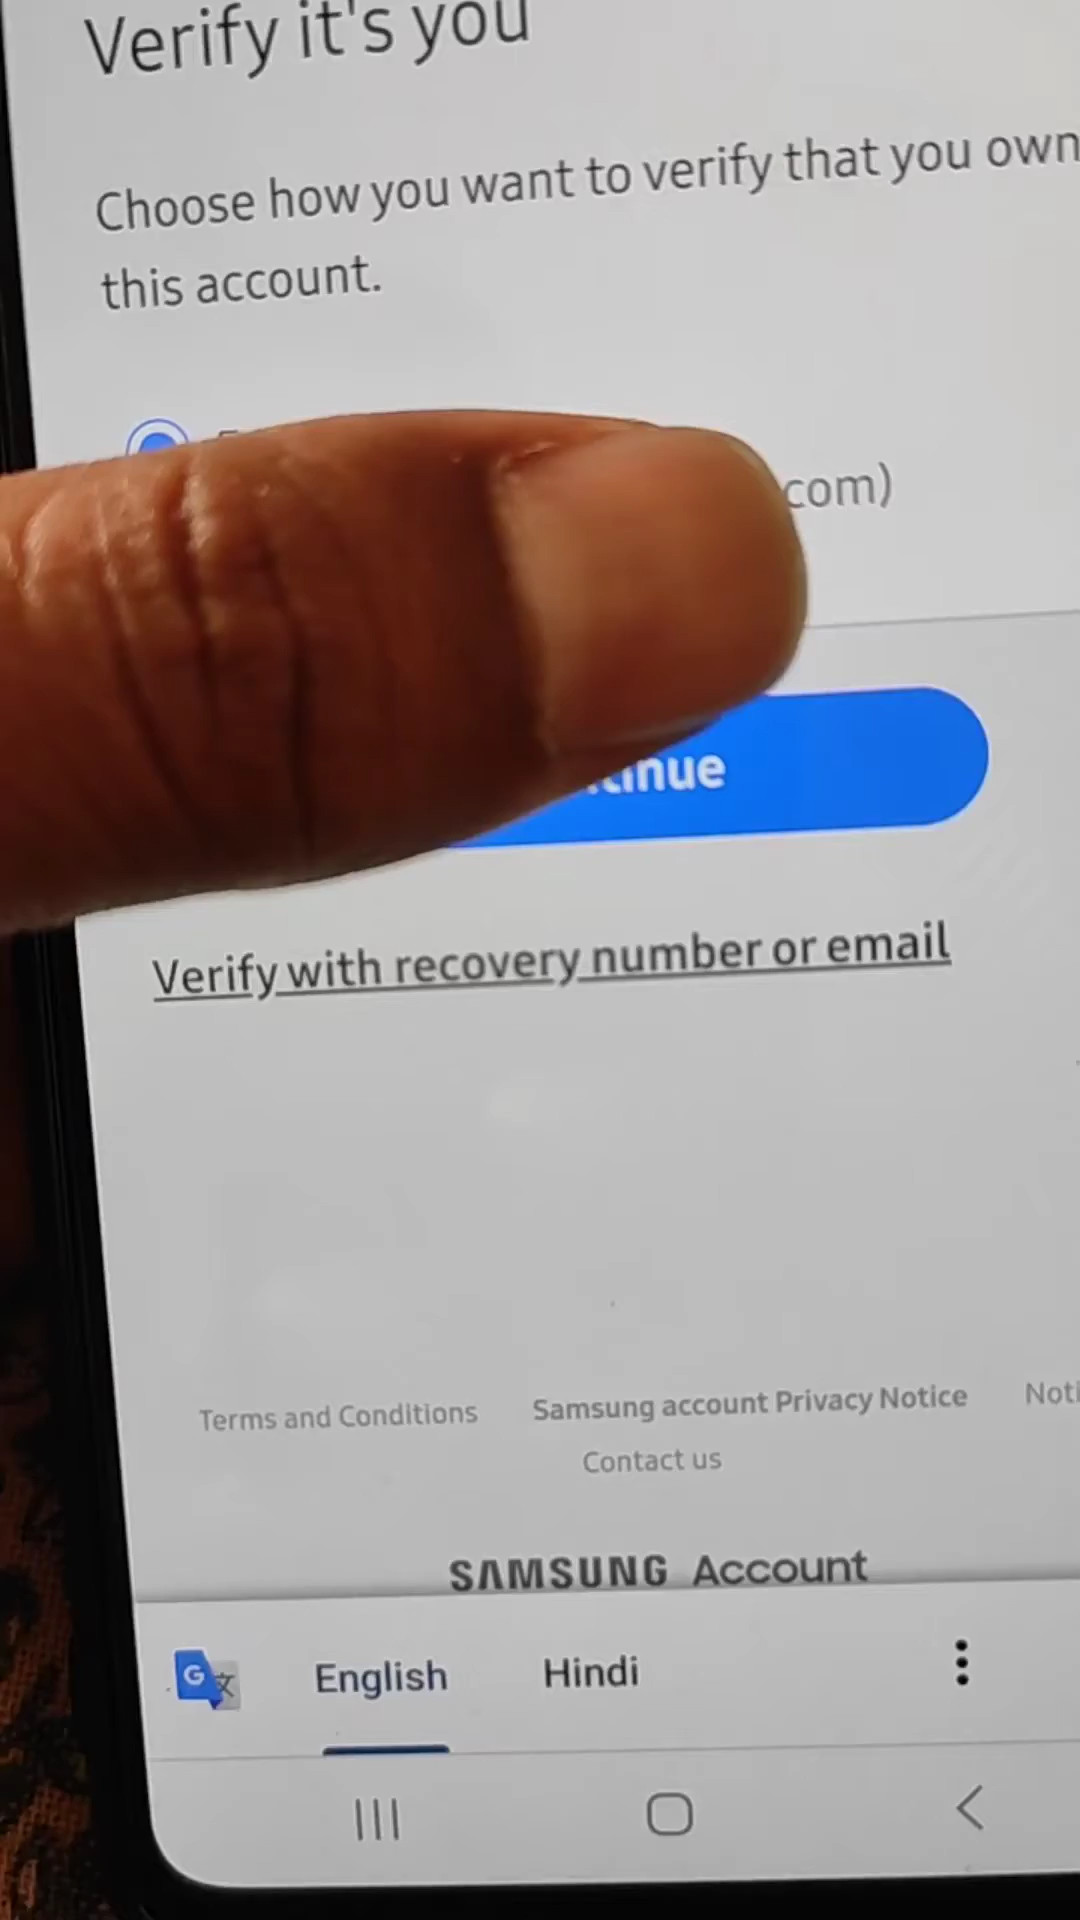 Verify it's you
Choose how you want to verify that you own
this account.
com)
Verify with recovery number or email
Terms and Conditions
Samsung account Privacy Notice
Contact us
SAMSUNG Account
English
Hindi